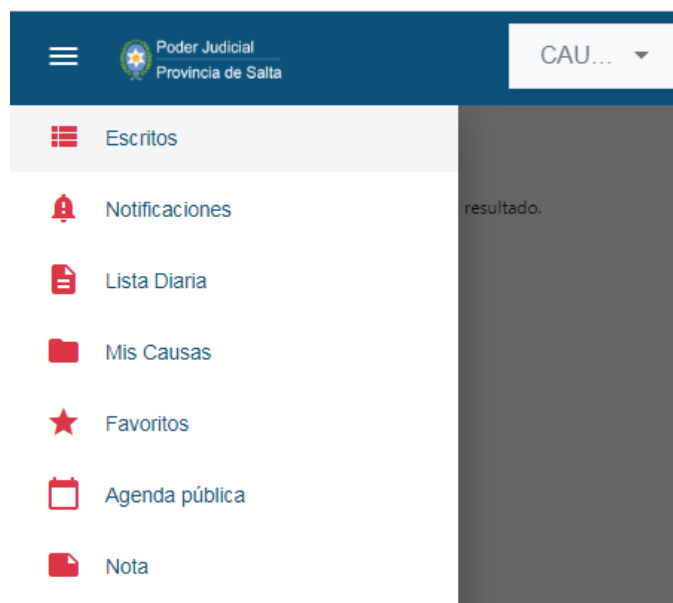 Poder Judicial
Provincia de Salta
CAU...
Escritos
Notificaciones
resultado.
Lista Diaria
Mis Causas
Favoritos
Agenda pública
Nota